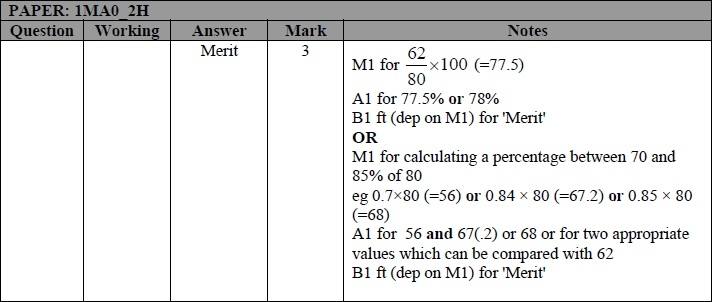 PAPER: 1MA0_2H
Question Working Answer Mark Notes
Merit 3 M1 for 62/80 ×100 (=77.5)
A1 for 77.5% or 78%
B1 ft (dep on M1) for 'Merit'
OR
M1 for calculating a percentage between 70 and
85% of 80
eg 0.7×80 (=56) or 0.84 × 80 (=67.2) or 0.85 × 80
(=68)
A1 for 56 and 67(.2) or 68 or for two appropriate
values which can be compared with 62
B1 ft (dep on M1) for 'Merit'